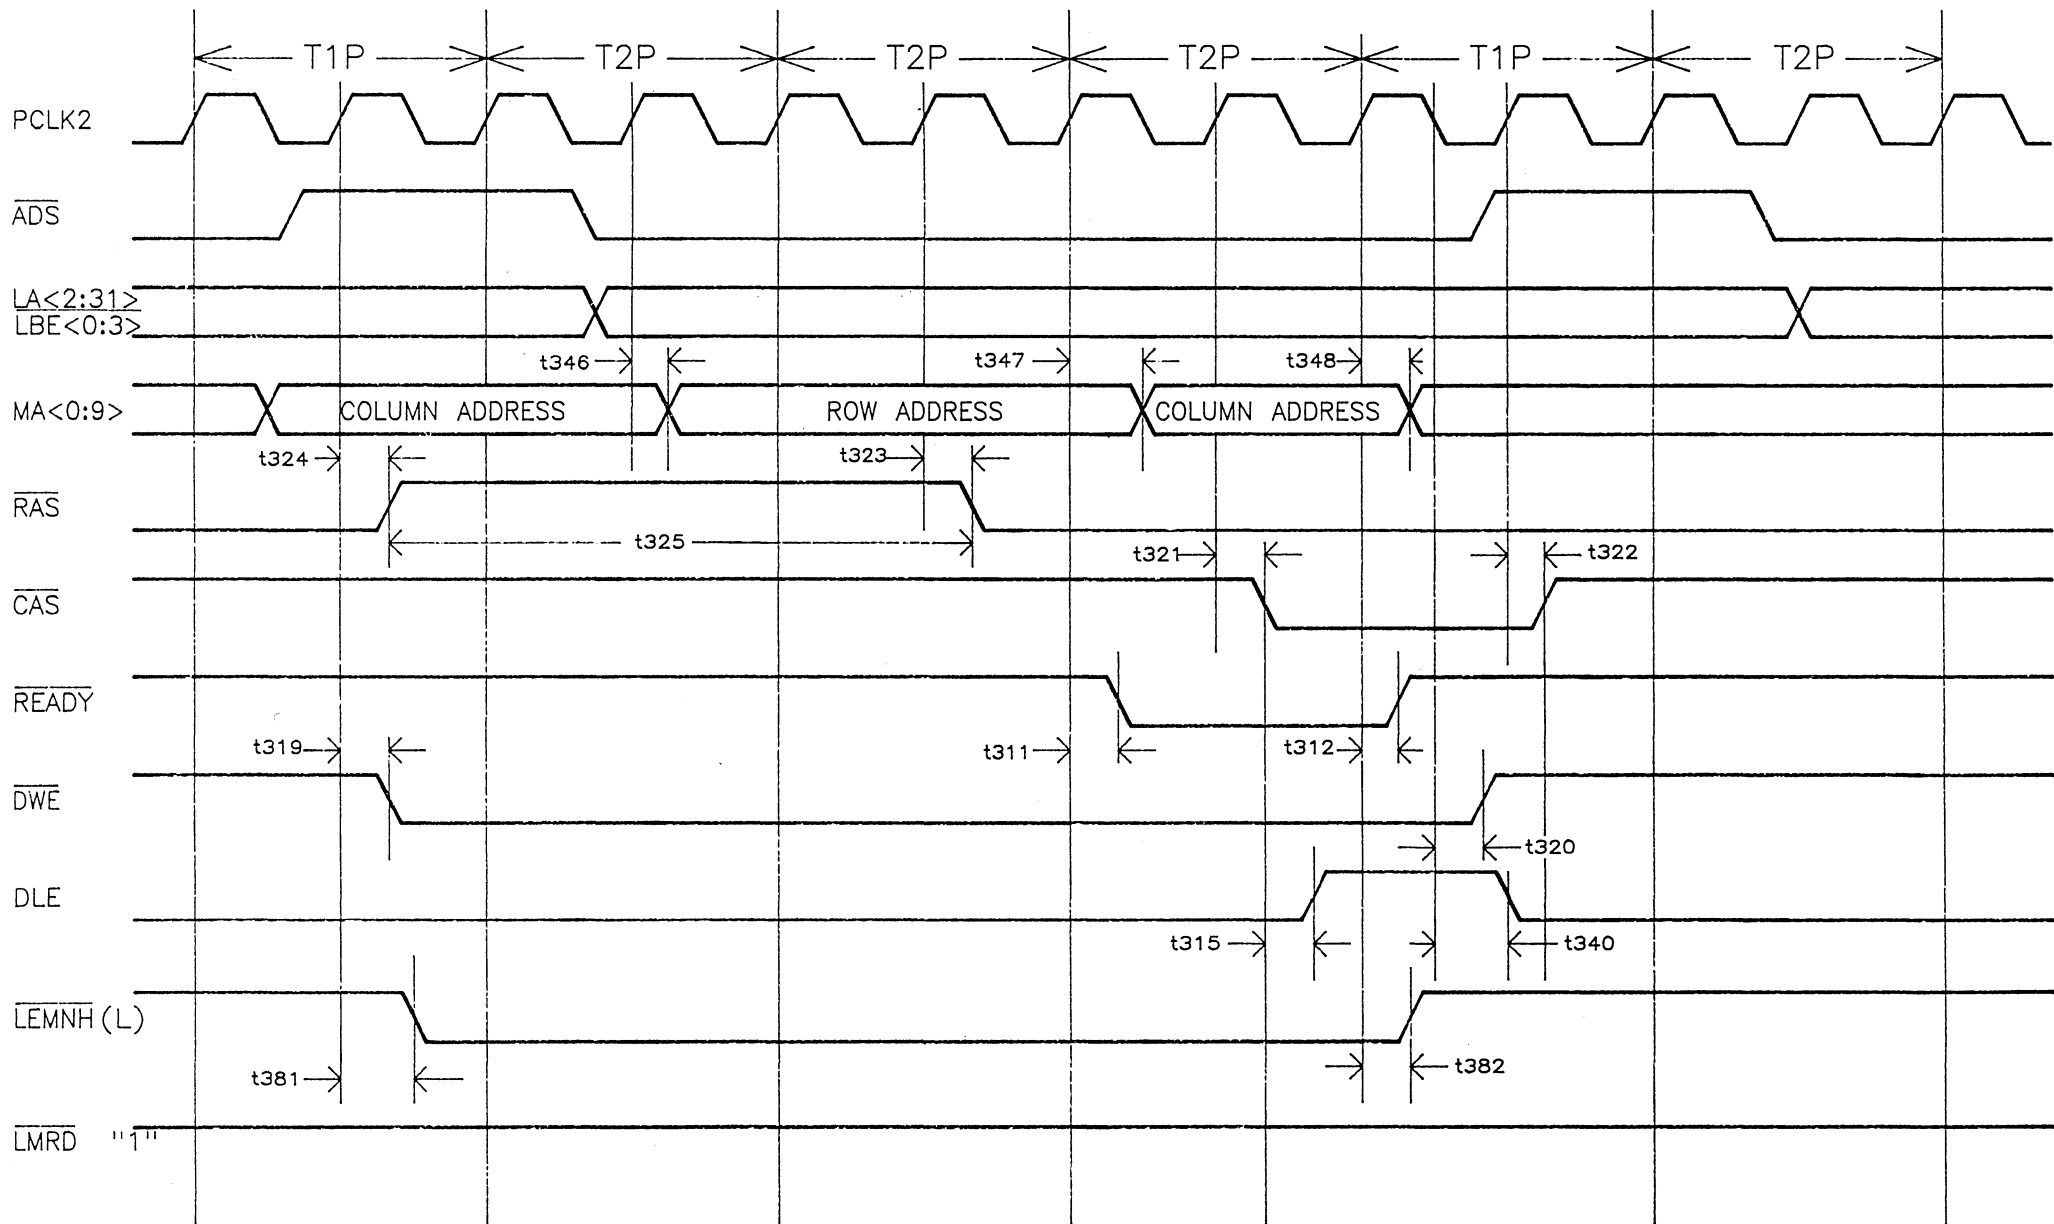 T1P T2P T2P T2P T1P T2P
PCLK2
ADS
LA<2:31>
LBE<0:3>
t346 t347 t348
MA<0:9> COLUMN ADDRESS ROW ADDRESS COLUMN ADDRESS
t324 t323
RAS
t325
t321 t322
CAS
READY
t319 t311 t312
DWE
t320
DLE
t315 t340
LEMNH (L)
t381 t382
LMRD "1"